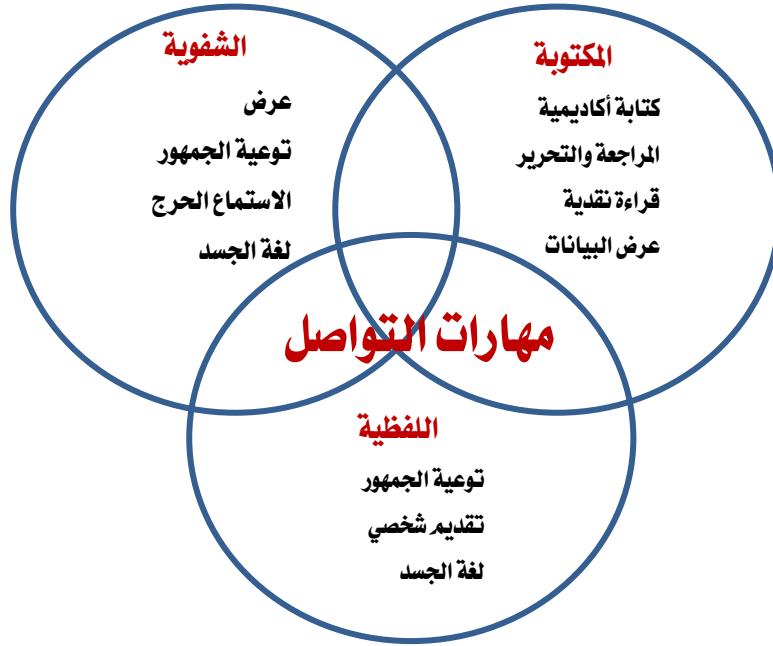 المكتوبة
كتابة أكاديمية
المراجعة والتحرير
قراءة نقدية
عرض البيانات
الشفوية
عرض
توعية الجمهور
الاستماع الحرج
لغة الجسد
مهارات التواصل
اللفظية
توعية الجمهور
تقديم شخصي
لغة الجسد